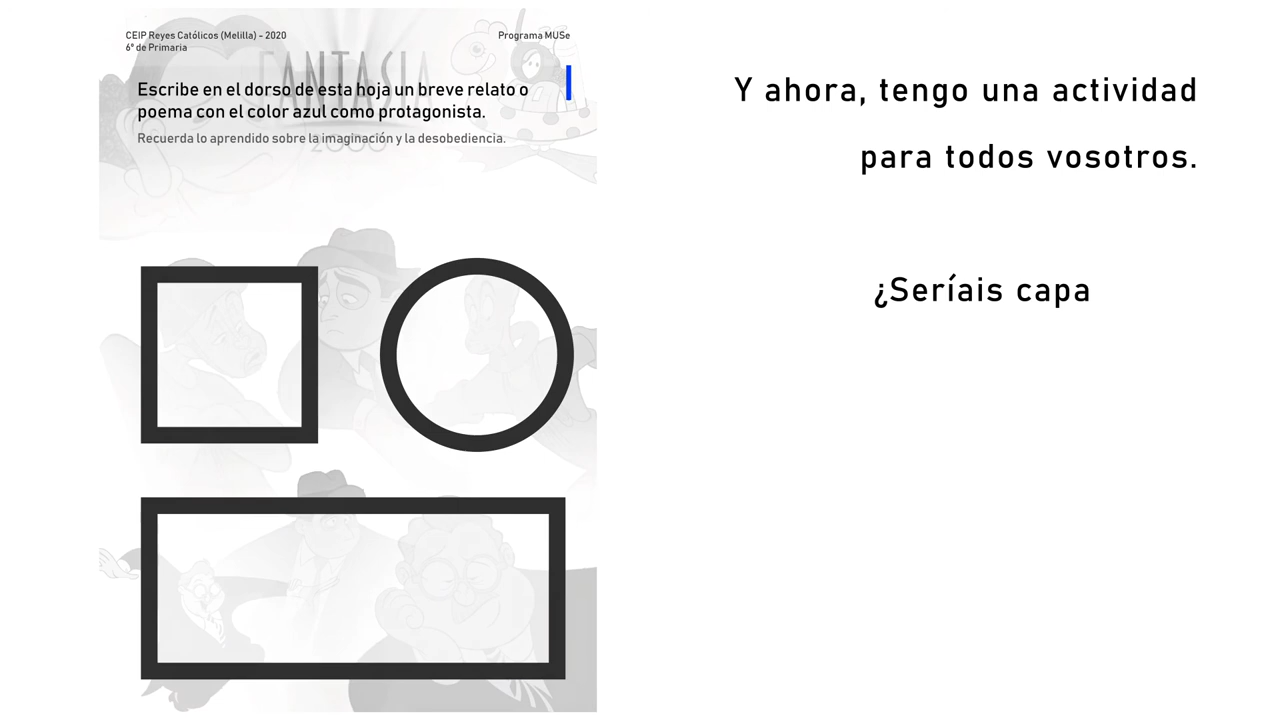 CEIP Reyes Católicos (Melilla) - 2020
6º de Primaria
Programa MUSe
FANTASIA
2000
Escribe en el dorso de esta hoja un breve relato o
poema con el color azul como protagonista.
Recuerda lo aprendido sobre la imaginación y la desobediencia.
Y ahora, tengo una actividad
para todos vosotros.
¿Seríais capa